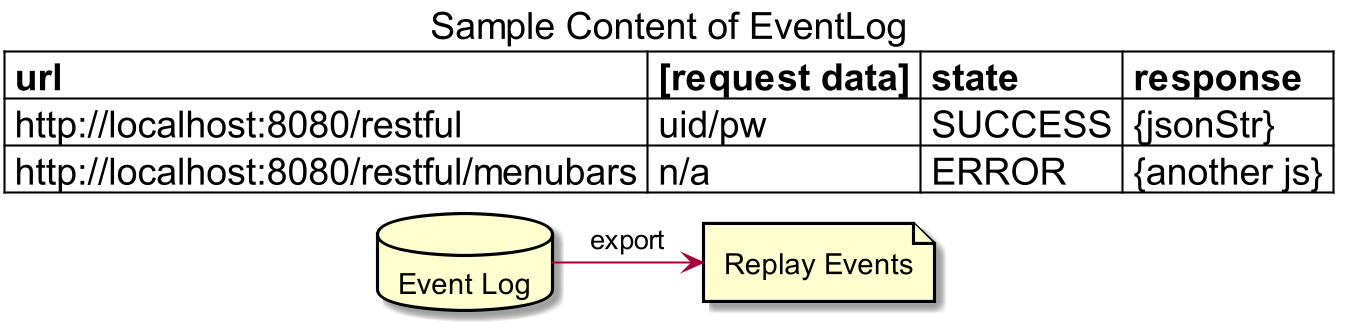 Sample Content of EventLog
url [request data] state response
http://localhost:8080/restful uid/pw SUCCESS {jsonStr}
http://localhost:8080/restful/menubars n/a ERROR {another js}
export
Event Log Replay Events